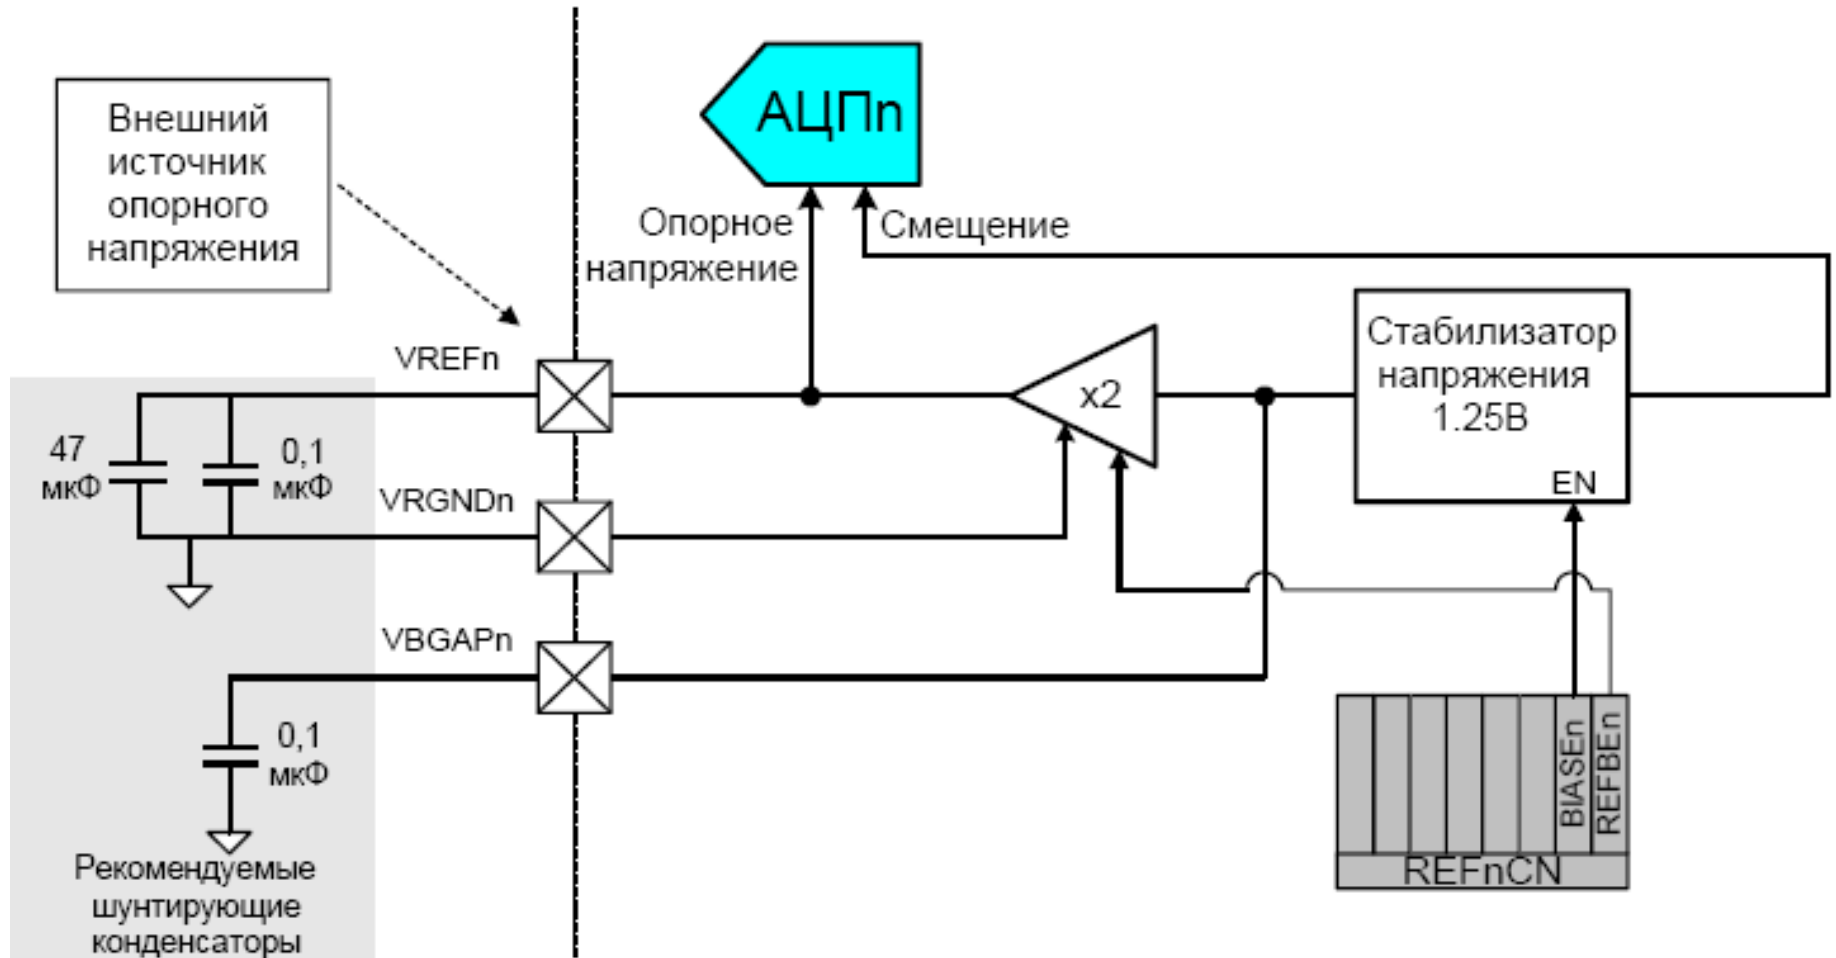 АЦПn
Внешний
источник
опорного
напряжения
Опорное
напряжение
Смещение
VREFn
x2
Стабилизатор
напряжения
1.25В
EN
47
мкФ
0,1
мкФ
VRGNDn
VBGAPn
0,1
мкФ
BIASEn
REFBEn
REFnCN
Рекомендуемые
шунтирующие
конденсаторы